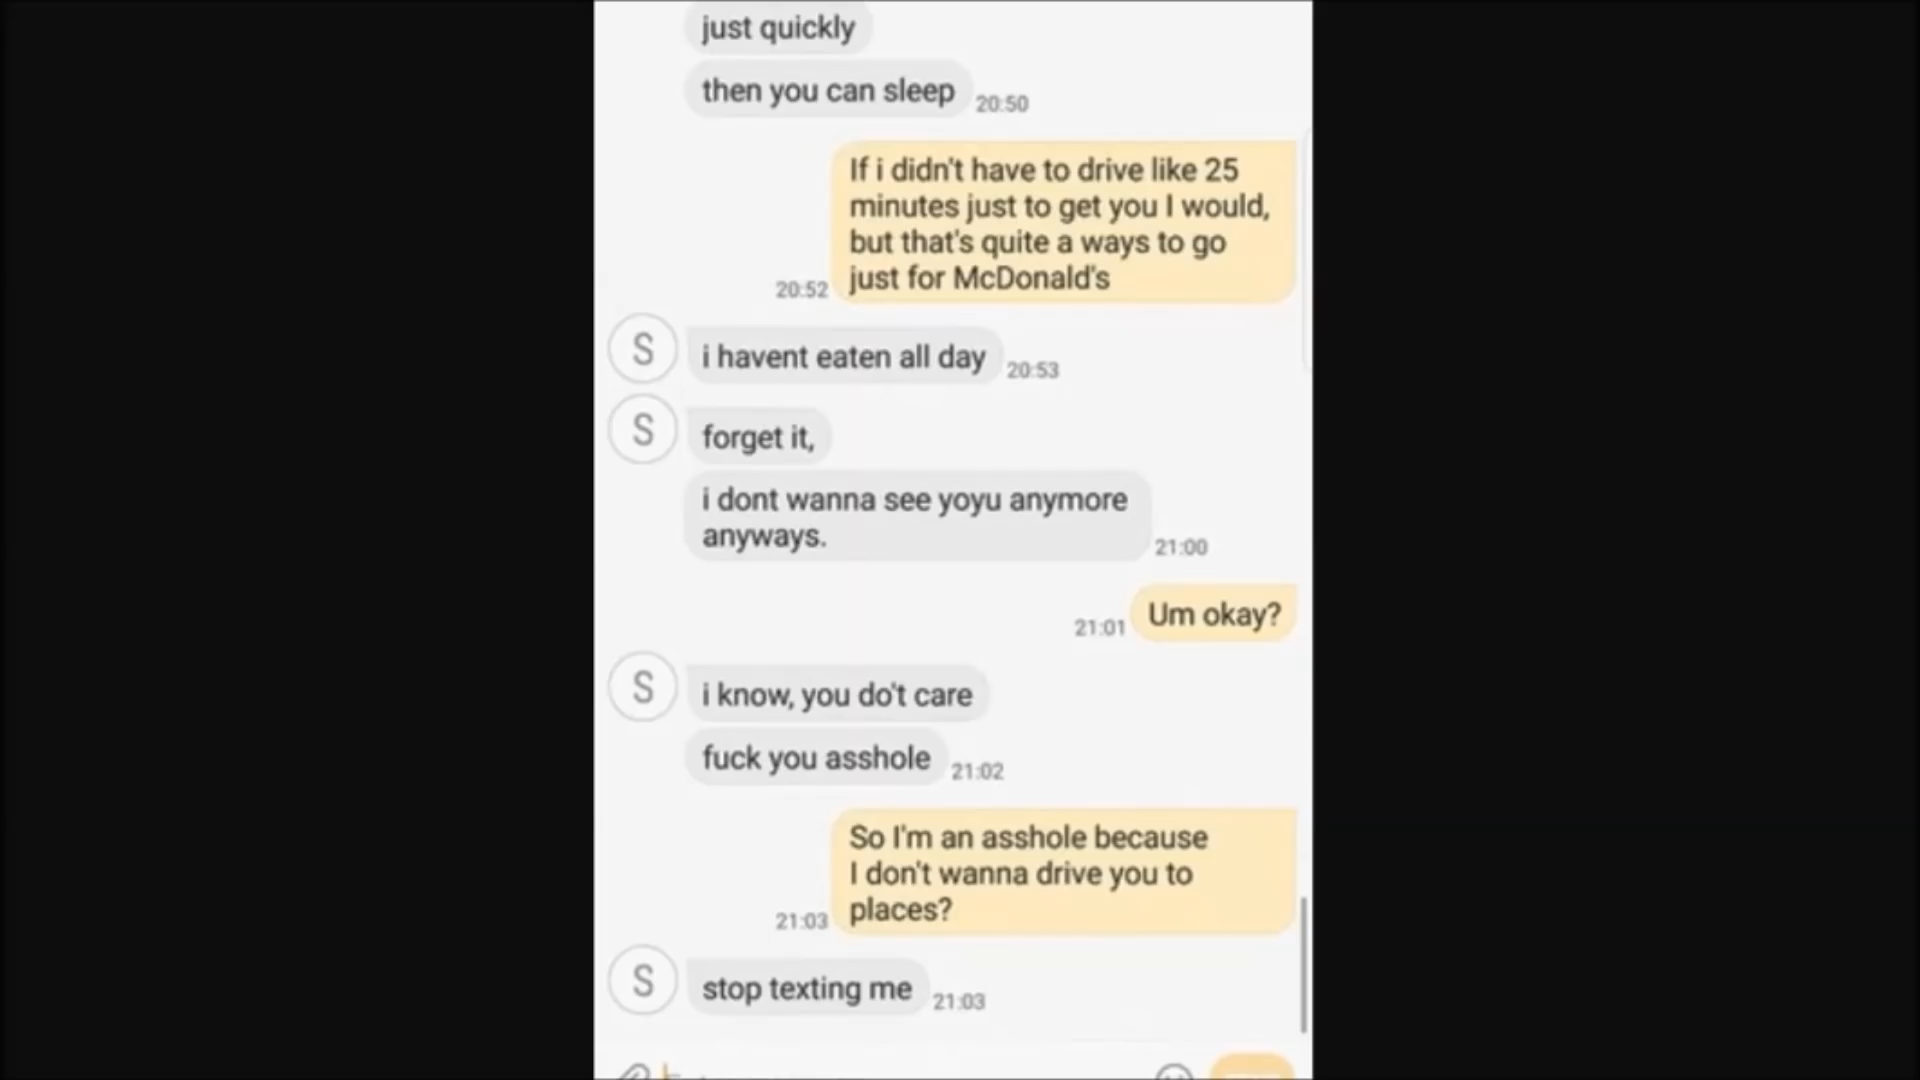 just quickly
then you can sleep
20:50
If i didn't have to drive like 25
minutes just to get you I would,
but that's quite a ways to go
just for McDonald's
20:52
S
i havent eaten all day
20:53
S
forget it,
i dont wanna see yoyu anymore
anyways.
21:00
Um okay?
21:01
S
i know, you do't care
fuck you asshole
21:02
So I'm an asshole because
I don't wanna drive you to
places?
21:03
S
stop texting me
21:03